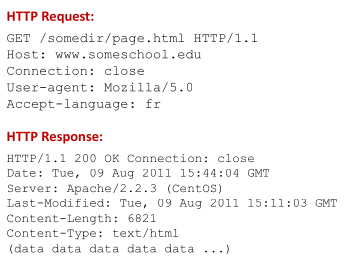 HTTP Request:
GET /somedir/page.html HTTP/1.1
Host: www.someschool.edu
Connection: close
User-agent: Mozilla/5.0
Accept-language: fr
HTTP Response:
HTTP/1.1 200 OK Connection: close
Date: Tue, 09 Aug 2011 15:44:04 GMT
Server: Apache/2.2.3 (CentOS)
Last-Modified: Tue, 09 Aug 2011 15:11:03 GMT
Content-Length: 6821
Content-Type: text/html
(data data data data data ...)